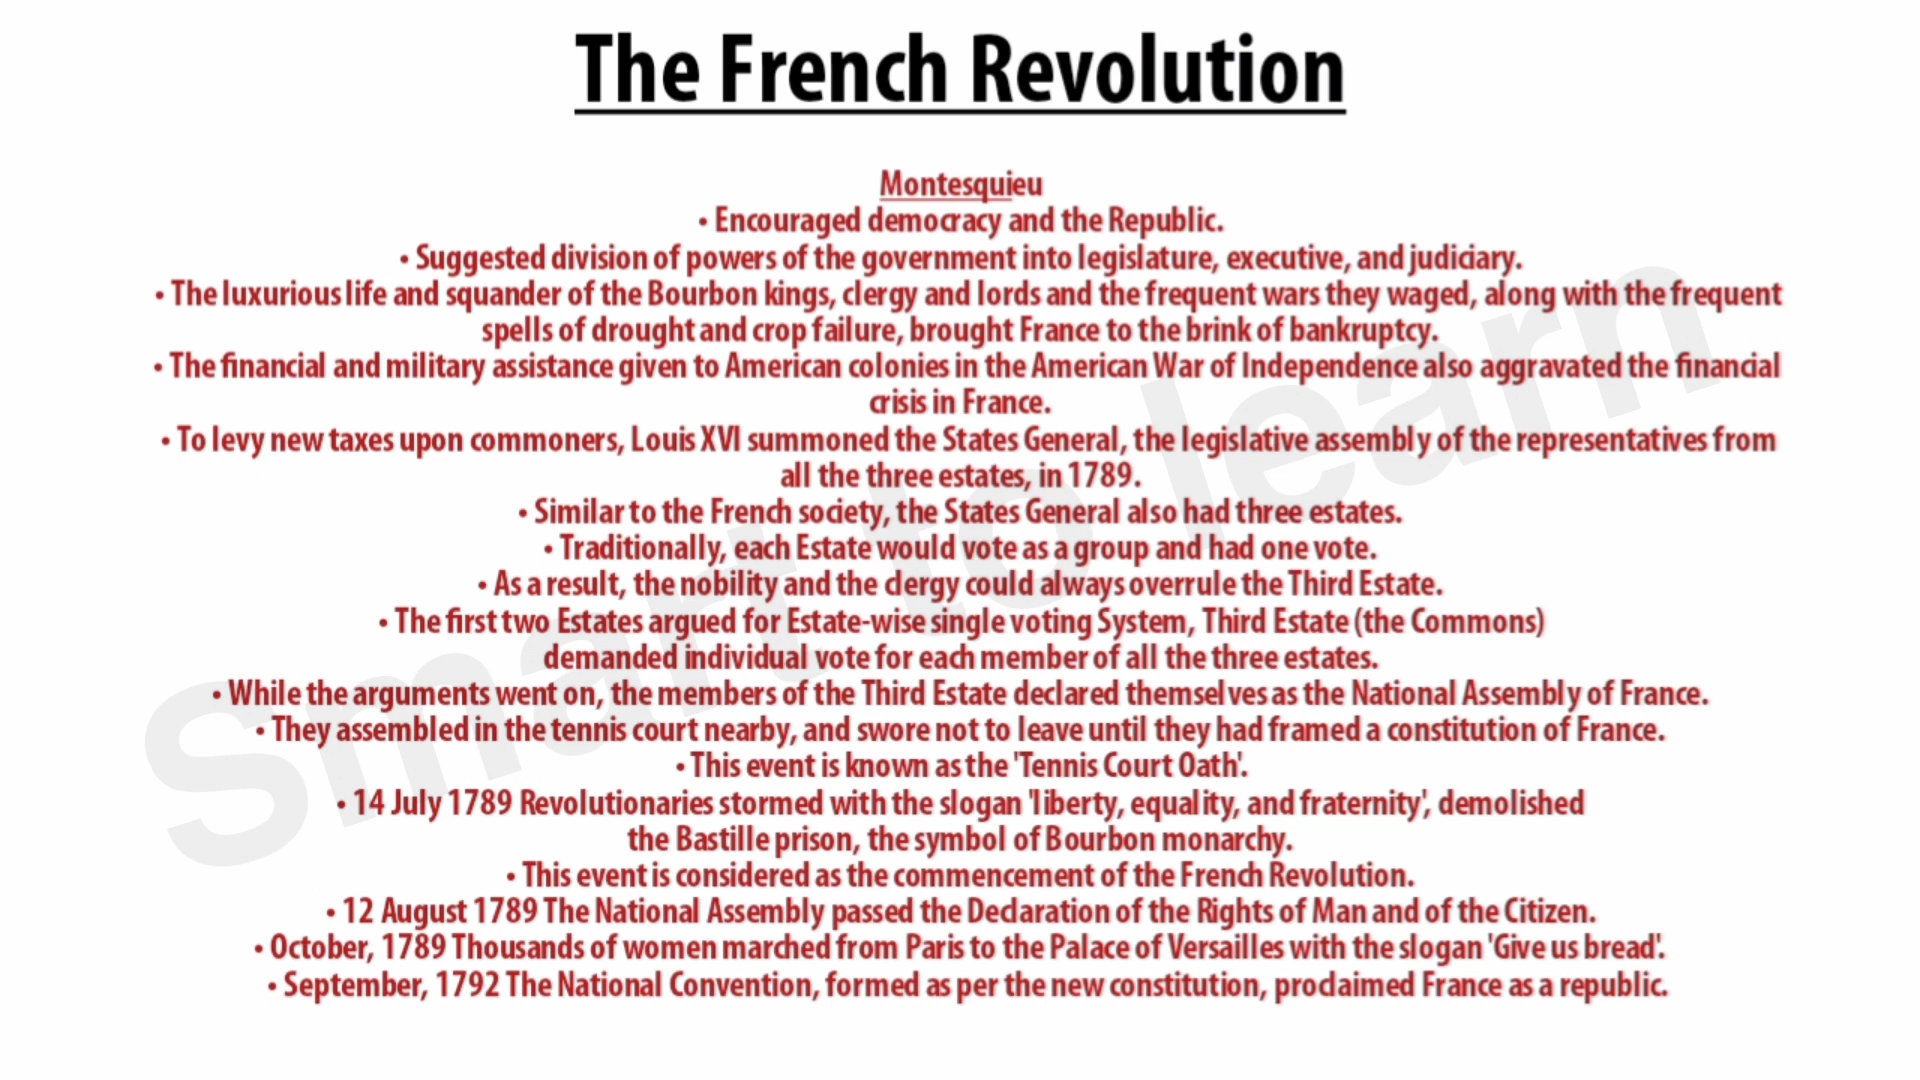 The French Revolution
Montesquieu
• Encouraged democracy and the Republic.
• Suggested division of powers of the government into legislature, executive, and judiciary.
• The luxurious life and squander of the Bourbon kings, clergy and lords and the frequent wars they waged, along with the frequent
spells of drought and crop failure, brought France to the brink of bankruptcy.
• The financial and military assistance given to American colonies in the American War of Independence also aggravated the financial
crisis in France.
• To levy new taxes upon commoners, Louis XVI summoned the States General, the legislative assembly of the representatives from
all the three estates, in 1789.
• Similar to the French society, the States General also had three estates.
• Traditionally, each Estate would vote as a group and had one vote.
• As a result, the nobility and the clergy could always overrule the Third Estate.
• The first two Estates argued for Estate-wise single voting System, Third Estate (the Commons)
demanded individual vote for each member of all the three estates.
• While the arguments went on, the members of the Third Estate declared themselves as the National Assembly of France.
• They assembled in the tennis court nearby, and swore not to leave until they had framed a constitution of France.
• This event is known as the 'Tennis Court Oath'.
• 14 July 1789 Revolutionaries stormed with the slogan 'liberty, equality, and fraternity', demolished
the Bastille prison, the symbol of Bourbon monarchy.
• This event is considered as the commencement of the French Revolution.
• 12 August 1789 The National Assembly passed the Declaration of the Rights of Man and of the Citizen.
• October, 1789 Thousands of women marched from Paris to the Palace of Versailles with the slogan 'Give us bread'.
• September, 1792 The National Convention, formed as per the new constitution, proclaimed France as a republic.
Smart to learn